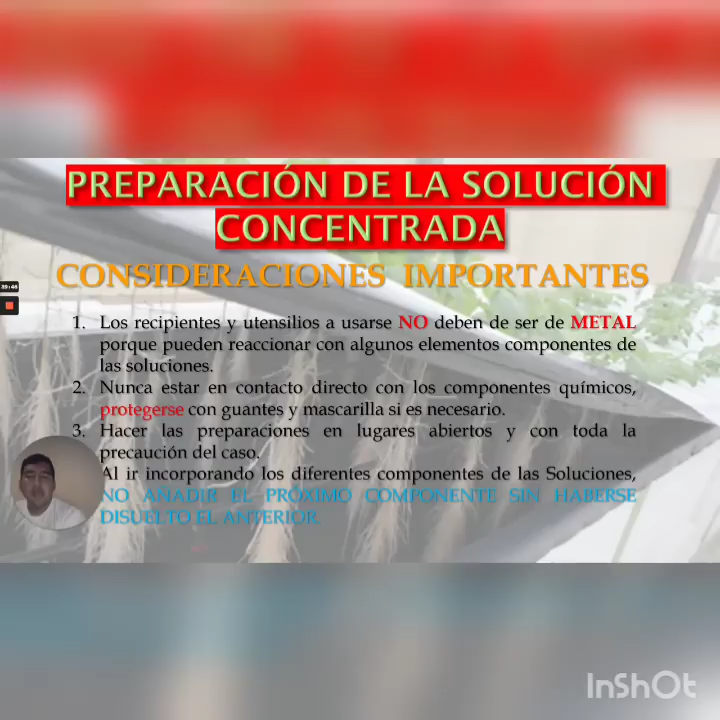 PREPARACIÓN DE LA SOLUCIÓN
CONCENTRADA
CONSIDERACIONES IMPORTANTES
39:48
1. Los recipientes y utensilios a usarse NO deben de ser de METAL
porque pueden reaccionar con algunos elementos componentes de
las soluciones.
2. Nunca estar en contacto directo con los componentes químicos,
protegerse con guantes y mascarilla si es necesario.
3. Hacer las preparaciones en lugares abiertos y con toda la
precaución del caso.
Al ir incorporando los diferentes componentes de las Soluciones,
NO AÑADIR EL PRÓXIMO COMPONENTE SIN HABERSE
DISUELTO EL ANTERIOR.
InShOt